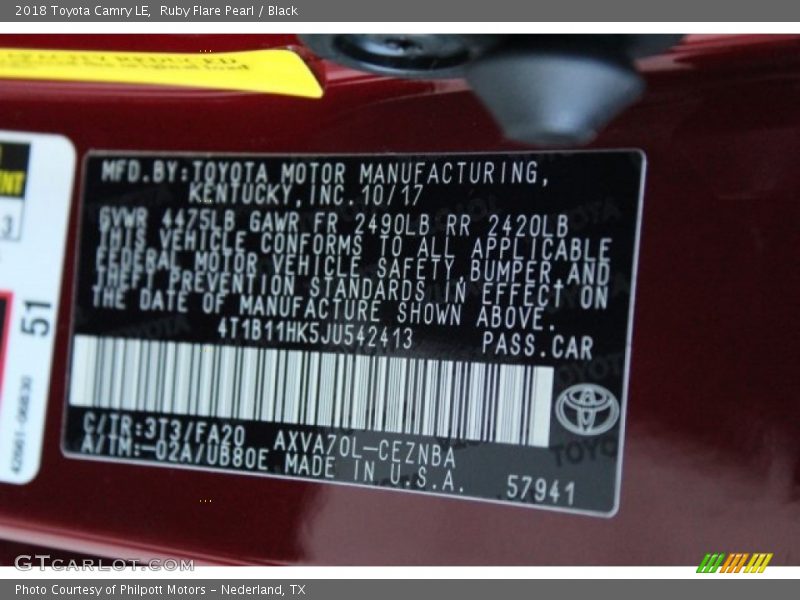 2018 Toyota Camry LE, Ruby Flare Pearl / Black
MFD.BY:TOYOTA MOTOR MANUFACTURING,
KENTUCKY,INC.10/17
GVWR 4475LB GAWR FR 2490LB RR 2420LB
THIS VEHICLE CONFORMS TO ALL APPLICABLE
FEDERAL MOTOR VEHICLE SAFETY,BUMPER,AND
THEFT PREVENTION STANDARDS IN EFFECT ON
THE DATE OF MANUFACTURE SHOWN ABOVE.
4T1B11HK5JU542413 PASS.CAR
C/TR:3T3/FA20 AXVA70L-CEZNBA
A/TM:-02A/UB80E MADE IN U.S.A.
57941
51
3
GTCARLOT.COM
Photo Courtesy of Philpott Motors - Nederland, TX